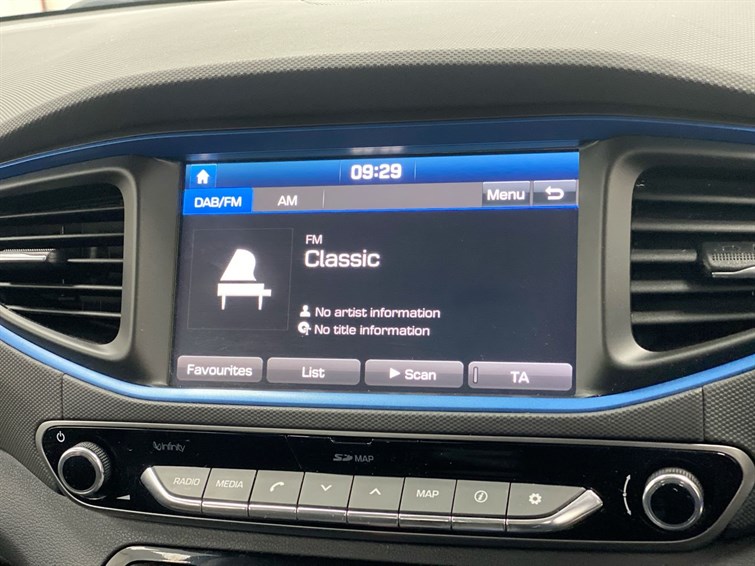 09:29
DAB/FM AM Menu
FM
Classic
No artist information
No title information
Favourites List Scan TA
infinity SD MAP
RADIO MEDIA MAP